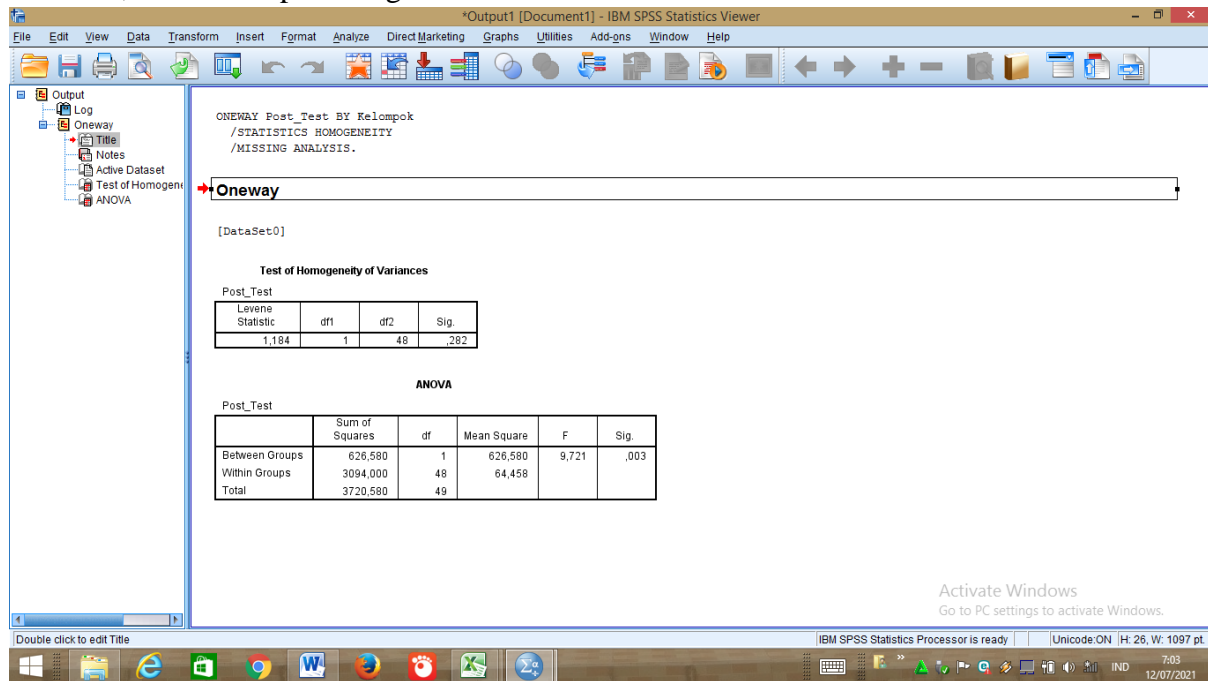 *Output1 [Document1] - IBM SPSS Statistics Viewer
File Edit View Data Transform Insert Format Analyze Direct Marketing Graphs Utilities Add-ons Window Help
Output
Log
Oneway
Title
Notes
Active Dataset
Test of Homogene
ANOVA
ONEWAY Post_Test BY Kelompok
/STATISTICS HOMOGENEITY
/MISSING ANALYSIS.
Oneway
[DataSet0]
Test of Homogeneity of Variances
Post_Test
Levene Statistic df1 df2 Sig.
1,184 1 48 ,282
ANOVA
Post_Test
Sum of Squares df Mean Square F Sig.
Between Groups 626,580 1 626,580 9,721 ,003
Within Groups 3094,000 48 64,458
Total 3720,580 49
Activate Windows
Go to PC settings to activate Windows.
Double click to edit Title
IBM SPSS Statistics Processor is ready Unicode:ON H: 26, W: 1097 pt.
IND
7:03
12/07/2021